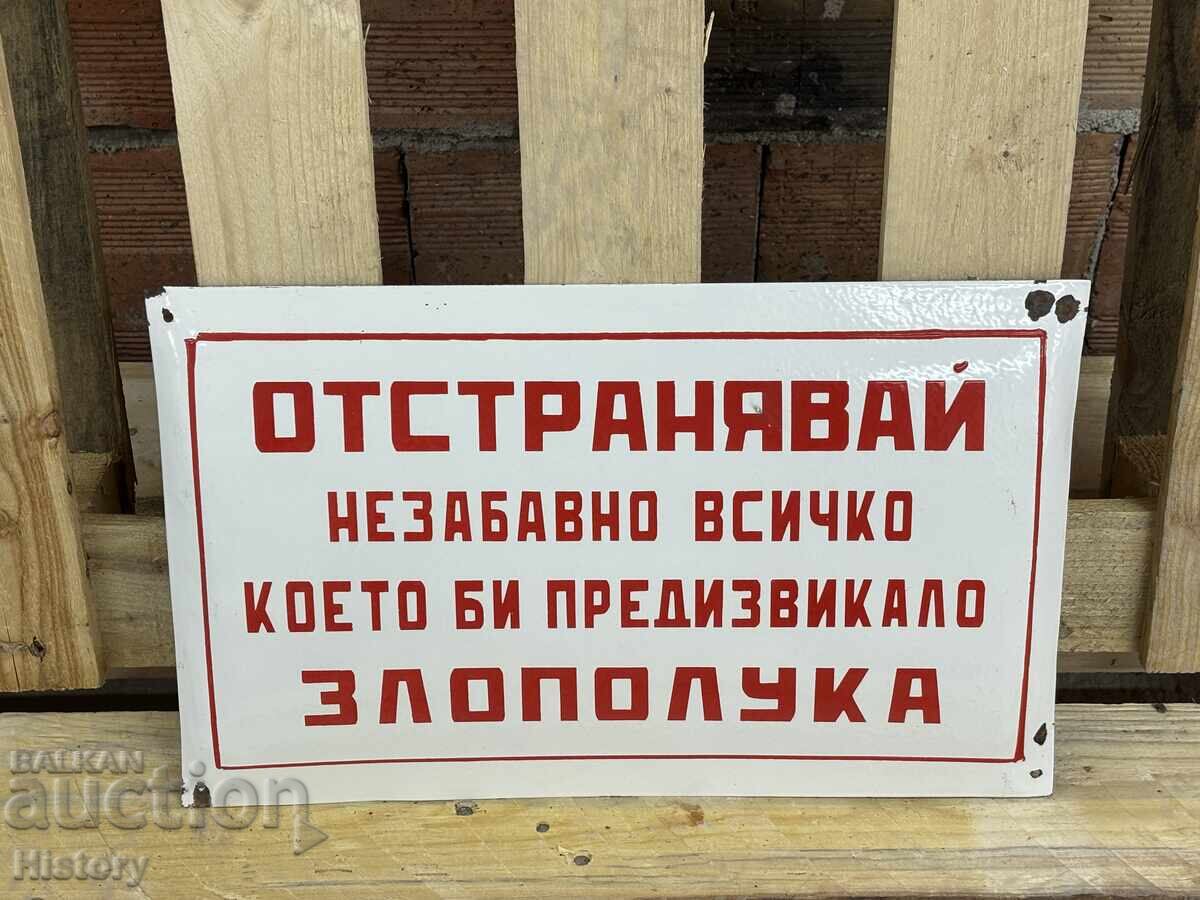 ОТСТРАНЯВАЙ
НЕЗАБАВНО ВСИЧКО
КОЕТО БИ ПРЕДИЗВИКАЛО
ЗЛОПОЛУКА
BALKAN
auction
History